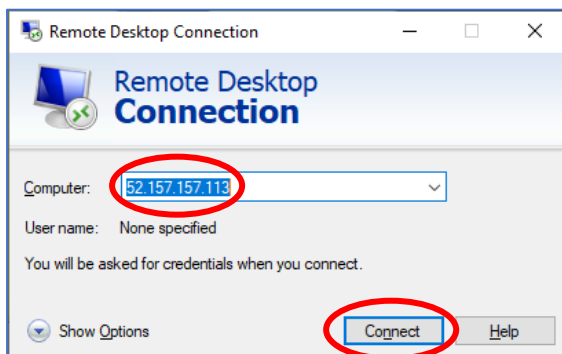 Remote Desktop Connection
Remote Desktop
Connection
Computer: 52.157.157.113
User name: None specified
You will be asked for credentials when you connect.
Show Options Connect Help